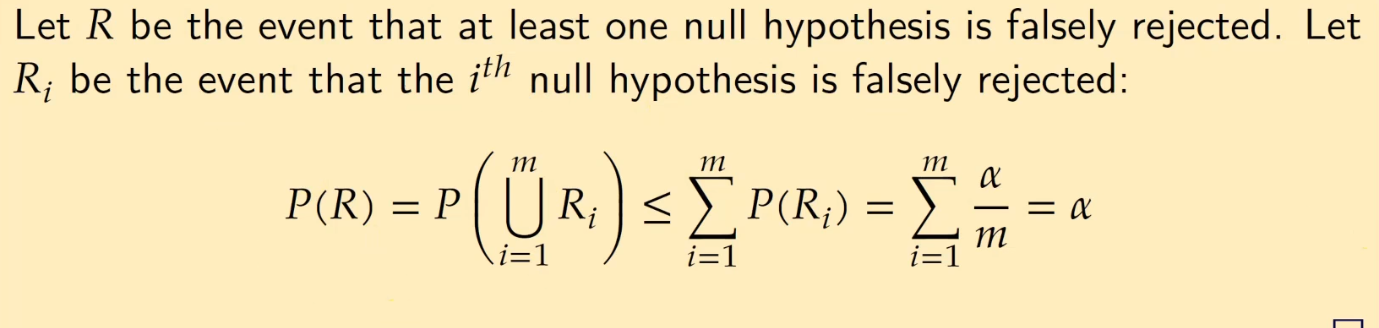 Let R be the event that at least one null hypothesis is falsely rejected. Let
R_i be the event that the i^{th} null hypothesis is falsely rejected:
P(R) = P\left(\bigcup_{i=1}^{m} R_i\right) \leq \sum_{i=1}^{m} P(R_i) = \sum_{i=1}^{m} \frac{\alpha}{m} = \alpha